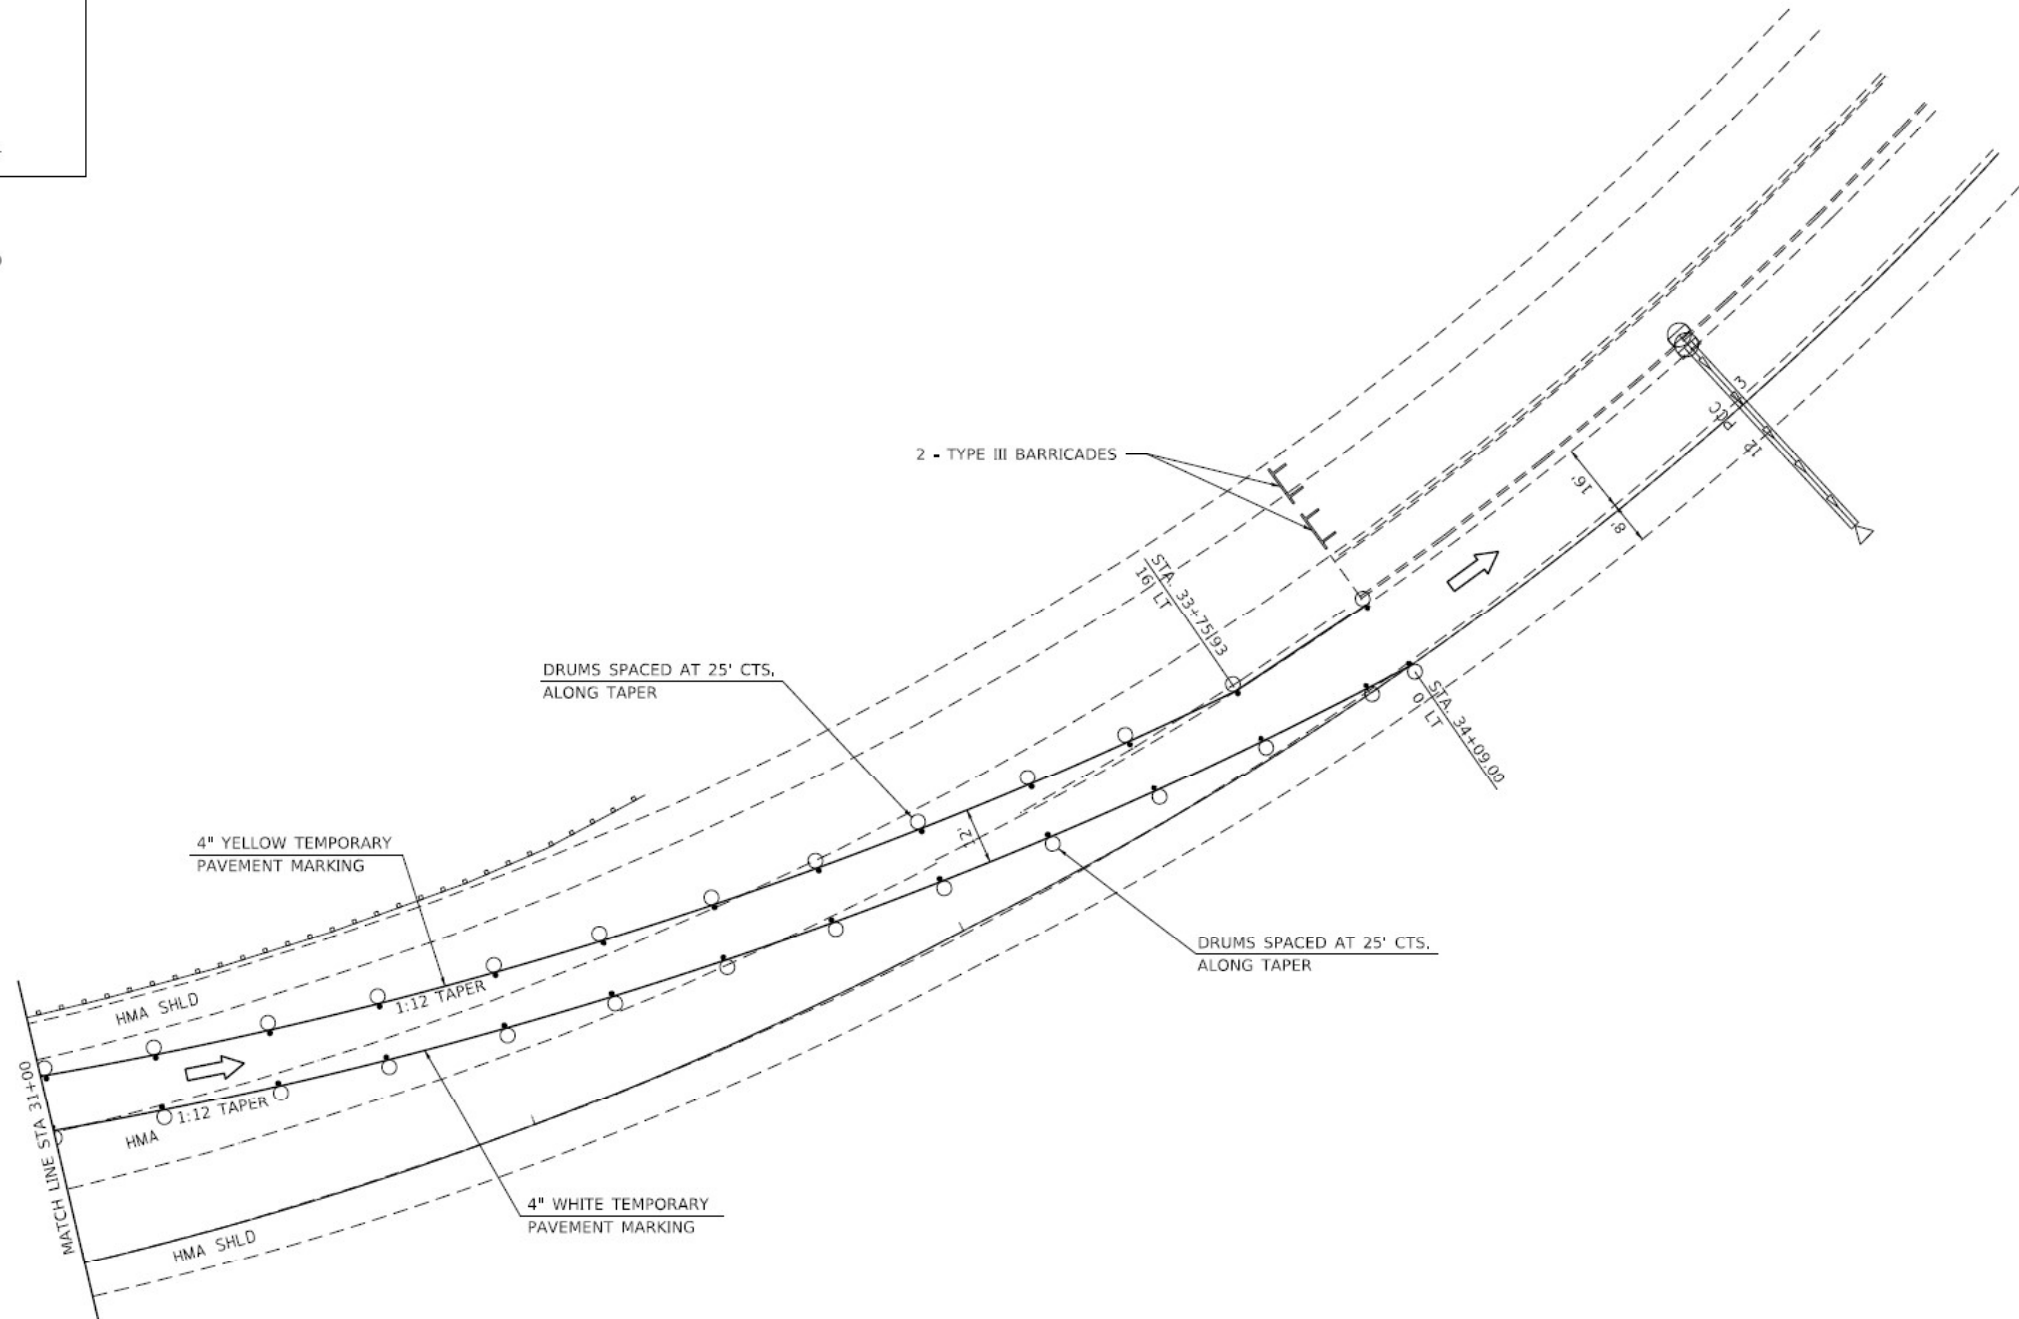 2 - TYPE III BARRICADES
STA. 33+75.93
16' LT
DRUMS SPACED AT 25' CTS.
ALONG TAPER
4" YELLOW TEMPORARY
PAVEMENT MARKING
1:12 TAPER
HMA SHLD
12'
16'
8'
STA. 34+09.00
0' LT
DRUMS SPACED AT 25' CTS.
ALONG TAPER
1:12 TAPER
HMA
MATCH LINE STA 31+00
4" WHITE TEMPORARY
PAVEMENT MARKING
HMA SHLD